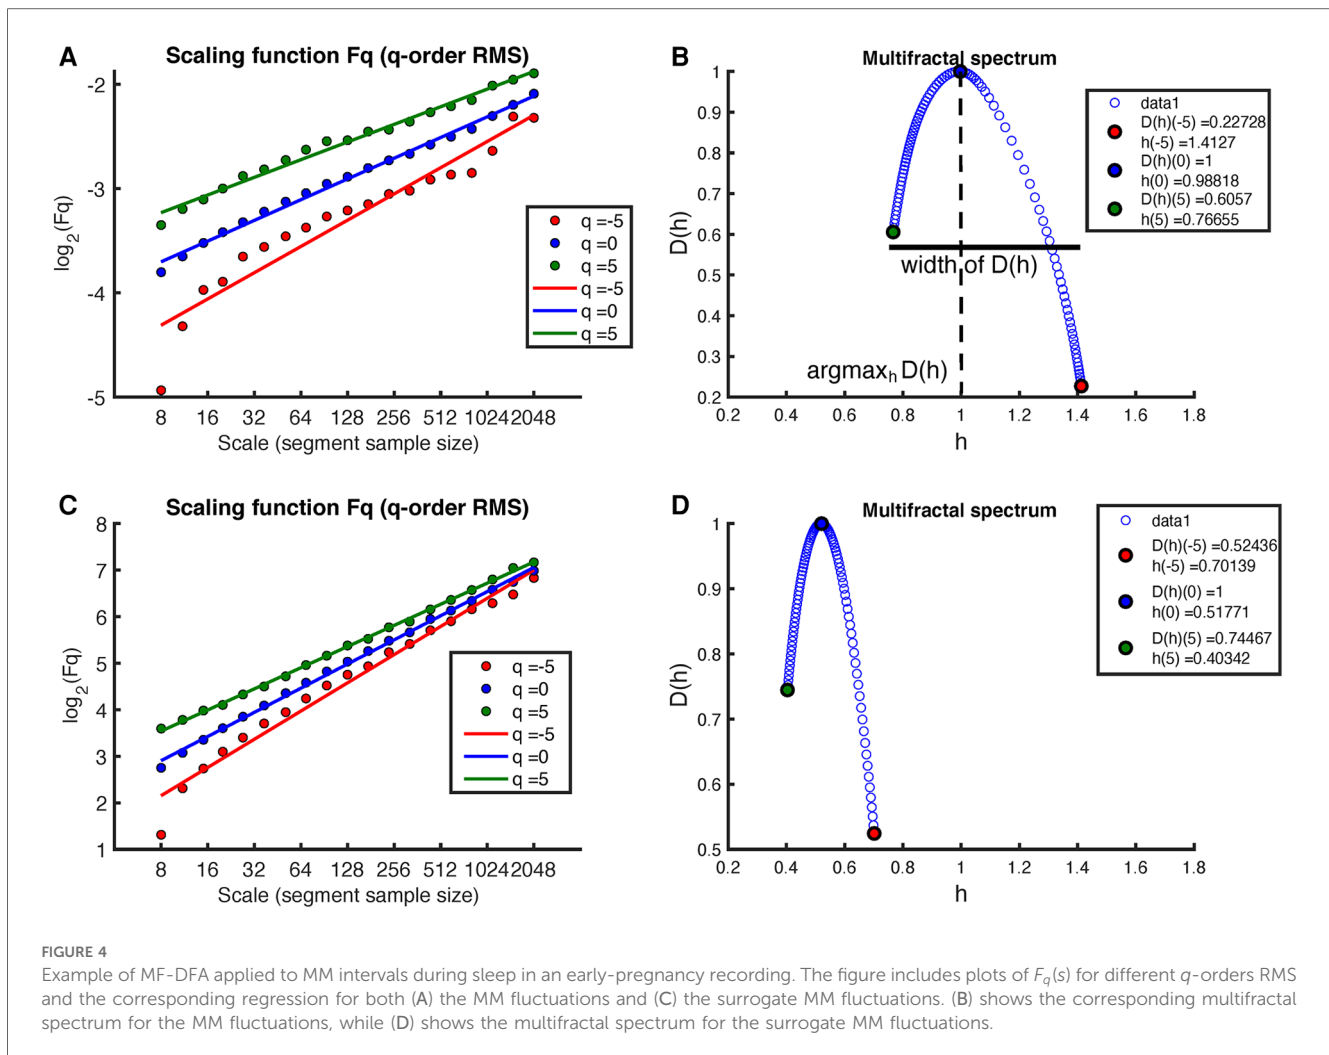 A
Scaling function Fq (q-order RMS)
log2(Fq)
-2
-3
-4
-5
8 16 32 64 128 256 512 1024 2048
Scale (segment sample size)
q =-5
q =0
q =5
q =-5
q =0
q =5
B
Multifractal spectrum
D(h)
1
0.9
0.8
0.7
0.6
0.5
0.4
0.3
0.2
0.2 0.4 0.6 0.8 1 1.2 1.4 1.6 1.8
h
width of D(h)
argmaxh D(h)
data1
D(h)(-5) =0.22728
h(-5) =1.4127
D(h)(0) =1
h(0) =0.98818
D(h)(5) =0.6057
h(5) =0.76655
C
Scaling function Fq (q-order RMS)
log2(Fq)
8
7
6
5
4
3
2
1
8 16 32 64 128 256 512 1024 2048
Scale (segment sample size)
q =-5
q =0
q =5
q =-5
q =0
q =5
D
Multifractal spectrum
D(h)
1
0.9
0.8
0.7
0.6
0.5
0.2 0.4 0.6 0.8 1 1.2 1.4 1.6 1.8
h
data1
D(h)(-5) =0.52436
h(-5) =0.70139
D(h)(0) =1
h(0) =0.51771
D(h)(5) =0.74467
h(5) =0.40342
FIGURE 4
Example of MF-DFA applied to MM intervals during sleep in an early-pregnancy recording. The figure includes plots of Fq(s) for different q-orders RMS
and the corresponding regression for both (A) the MM fluctuations and (C) the surrogate MM fluctuations. (B) shows the corresponding multifractal
spectrum for the MM fluctuations, while (D) shows the multifractal spectrum for the surrogate MM fluctuations.